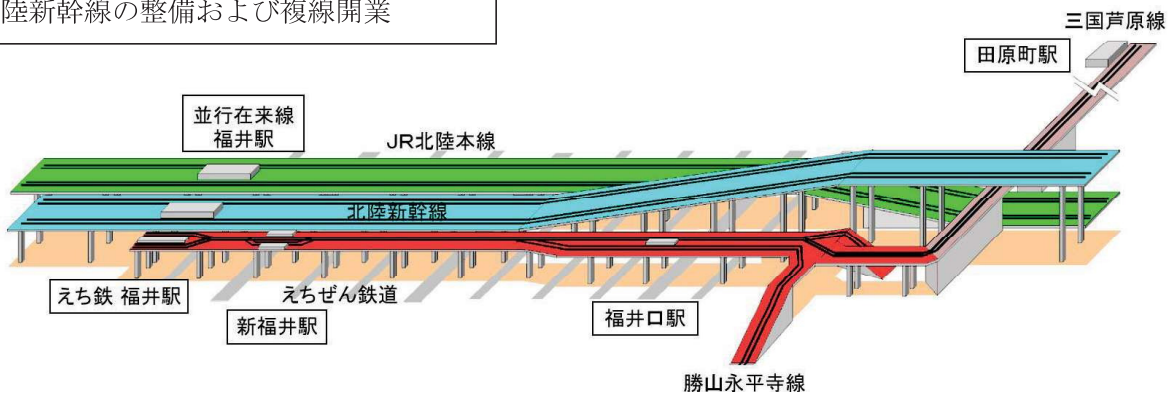 陸新幹線の整備および複線開業
三国芦原線
田原町駅
並行在来線
福井駅
JR北陸本線
北陸新幹線
えち鉄 福井駅
えちぜん鉄道
新福井駅
福井口駅
勝山永平寺線